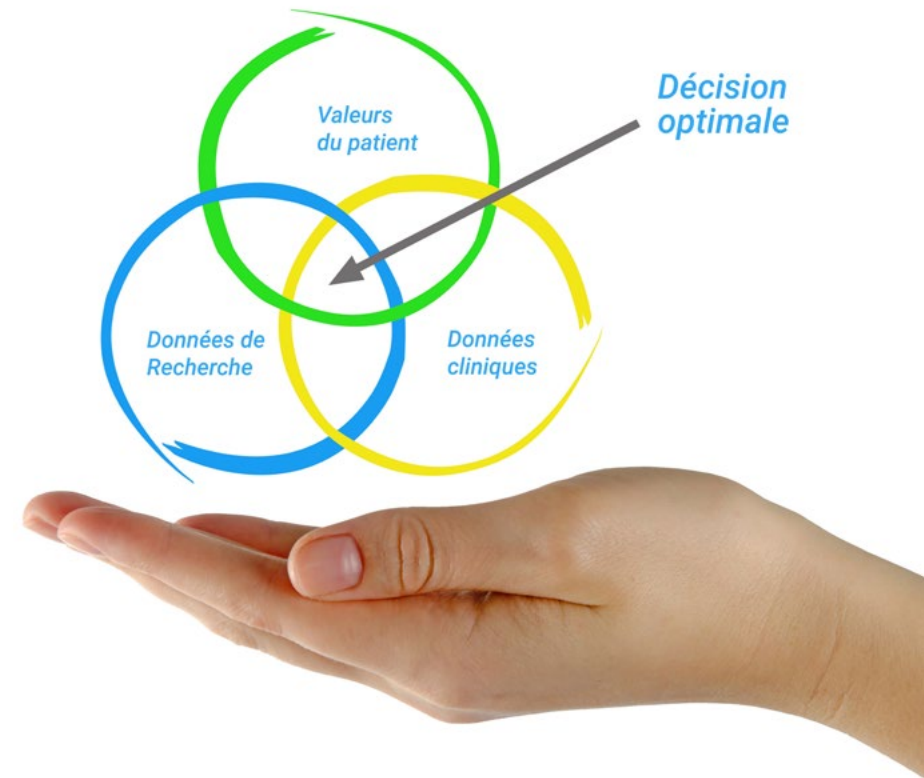 Valeurs
du patient
Décision
optimale
Données de
Recherche
Données
cliniques